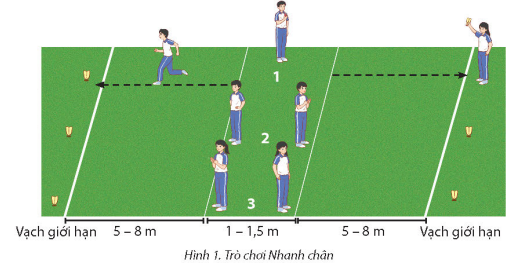 1
2
3
Vạch giới hạn 5 – 8 m 1 – 1,5 m 5 – 8 m Vạch giới hạn
Hình 1. Trò chơi Nhanh chân